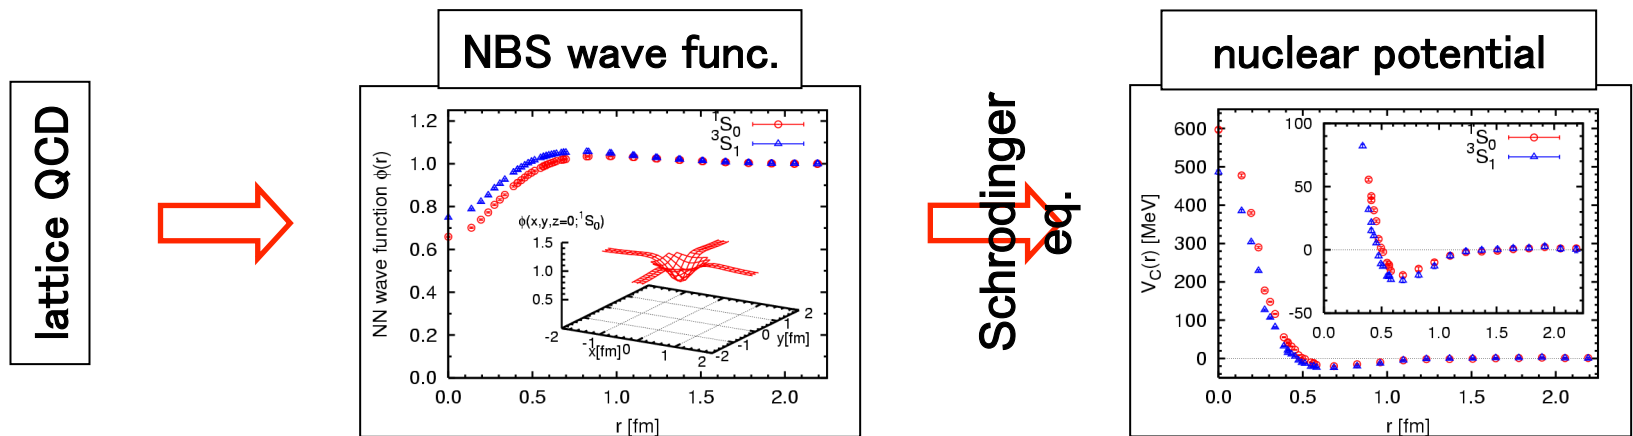 lattice QCD
NBS wave func.
NN wave function ϕ(r)
1.2
1.0
0.8
0.6
0.4
0.2
0.0
¹S₀
³S₁
ϕ(x,y,z=0;¹S₀)
1.5
1.0
0.5
-2
-1
0
1
2
x[fm]
-2
-1
0
1
2
y[fm]
0.0 0.5 1.0 1.5 2.0
r [fm]
Schrodinger
eq.
nuclear potential
V_C(r) [MeV]
600
500
400
300
200
100
0
100
50
0
-50
¹S₀
³S₁
0.0 0.5 1.0 1.5 2.0
0.0 0.5 1.0 1.5 2.0
r [fm]